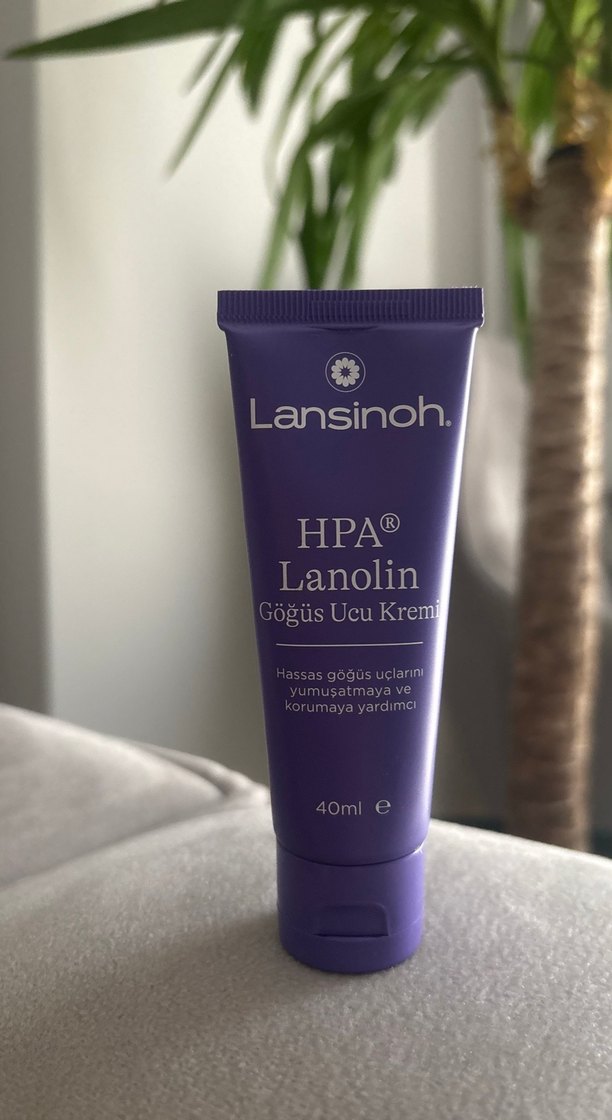 Lansinoh®
HPA®
Lanolin
Göğüs Ucu Kremi
Hassas göğüs uçlarını
yumuşatmaya ve
korumaya yardımcı
40ml ℮